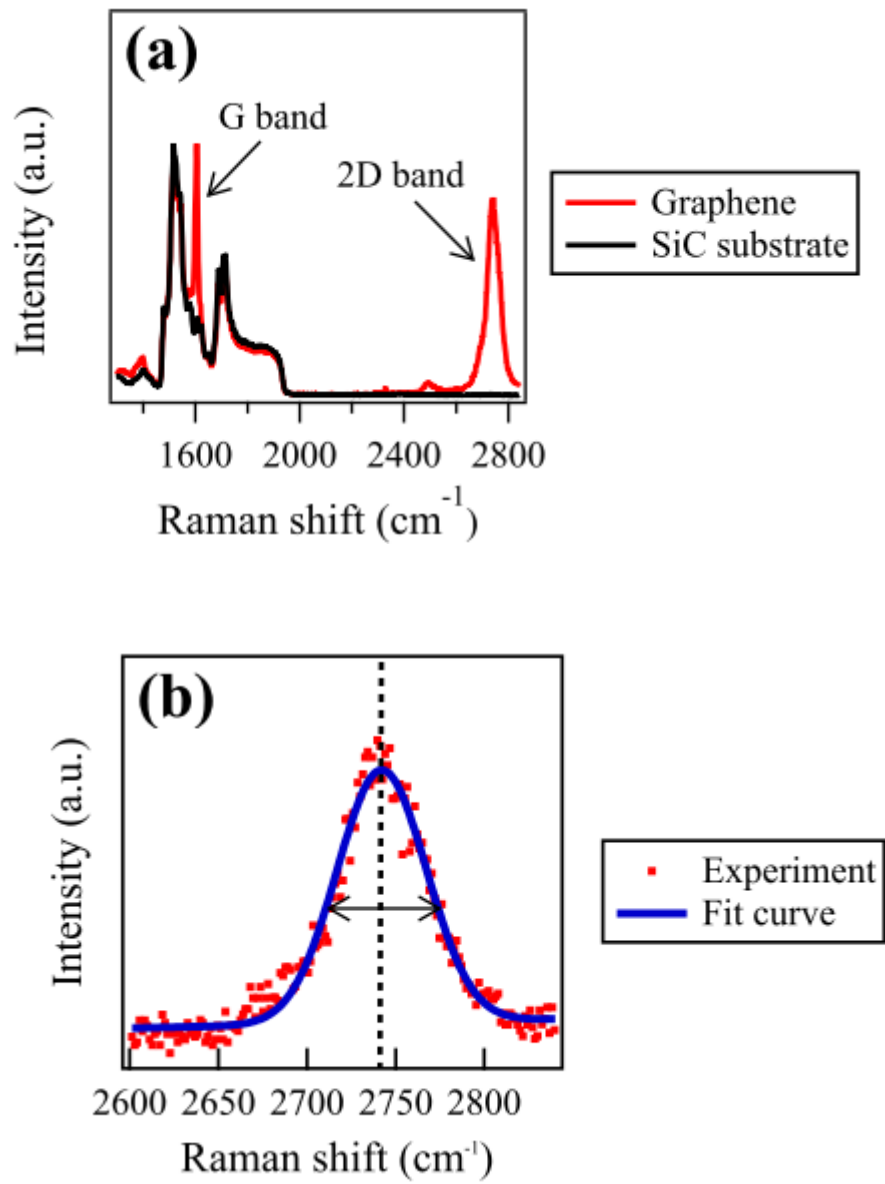 (a)
G band
2D band
Intensity (a.u.)
1600 2000 2400 2800
Raman shift (cm⁻¹)
Graphene
SiC substrate
(b)
Intensity (a.u.)
2600 2650 2700 2750 2800
Raman shift (cm⁻¹)
Experiment
Fit curve